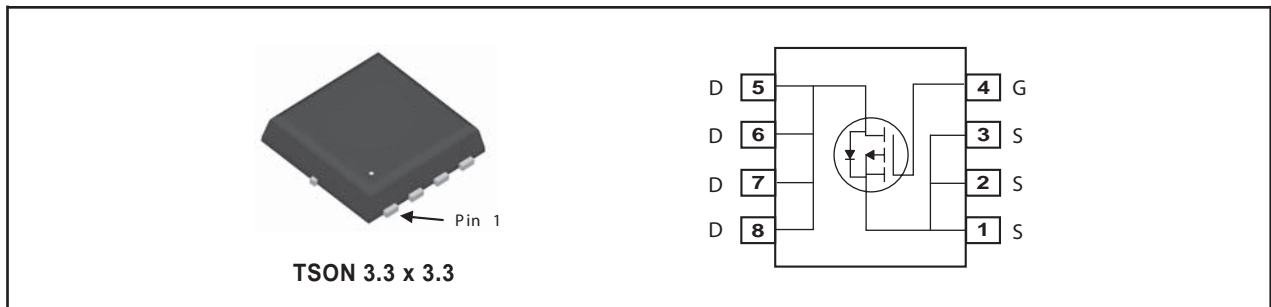 Pin 1
TSON 3.3 x 3.3
D 5 4 G
D 6 3 S
D 7 2 S
D 8 1 S